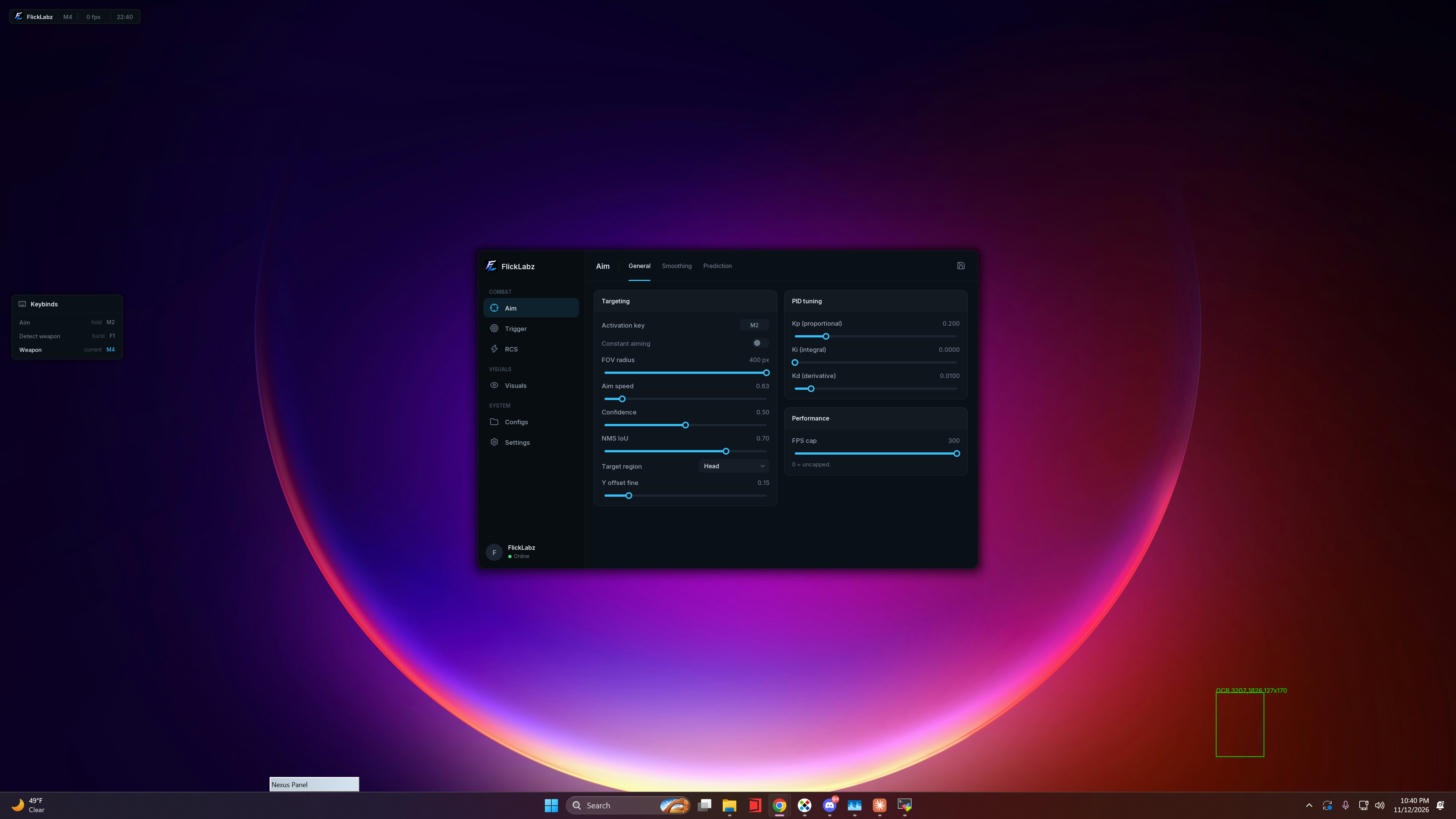 FlickLabz M4 0 fps 22:40
Keybinds
Aim hold M2
Detect weapon F1
Weapon current M4
FlickLabz
COMBAT
Aim
Trigger
RCS
VISUALS
Visuals
SYSTEM
Configs
Settings
F
FlickLabz
Online
Aim General Smoothing Prediction
Targeting
Activation key M2
Constant aiming
FOV radius 400 px
Aim speed 0.63
Confidence 0.50
NMS IoU 0.70
Target region Head
Y offset fine 0.15
PID tuning
Kp (proportional) 0.200
Ki (integral) 0.0000
Kd (derivative) 0.0100
Performance
FPS cap 300
0 = uncapped.
OCR 3207,1826 127x170
Nexus Panel
49°F
Clear
Search
10:40 PM
11/12/2026